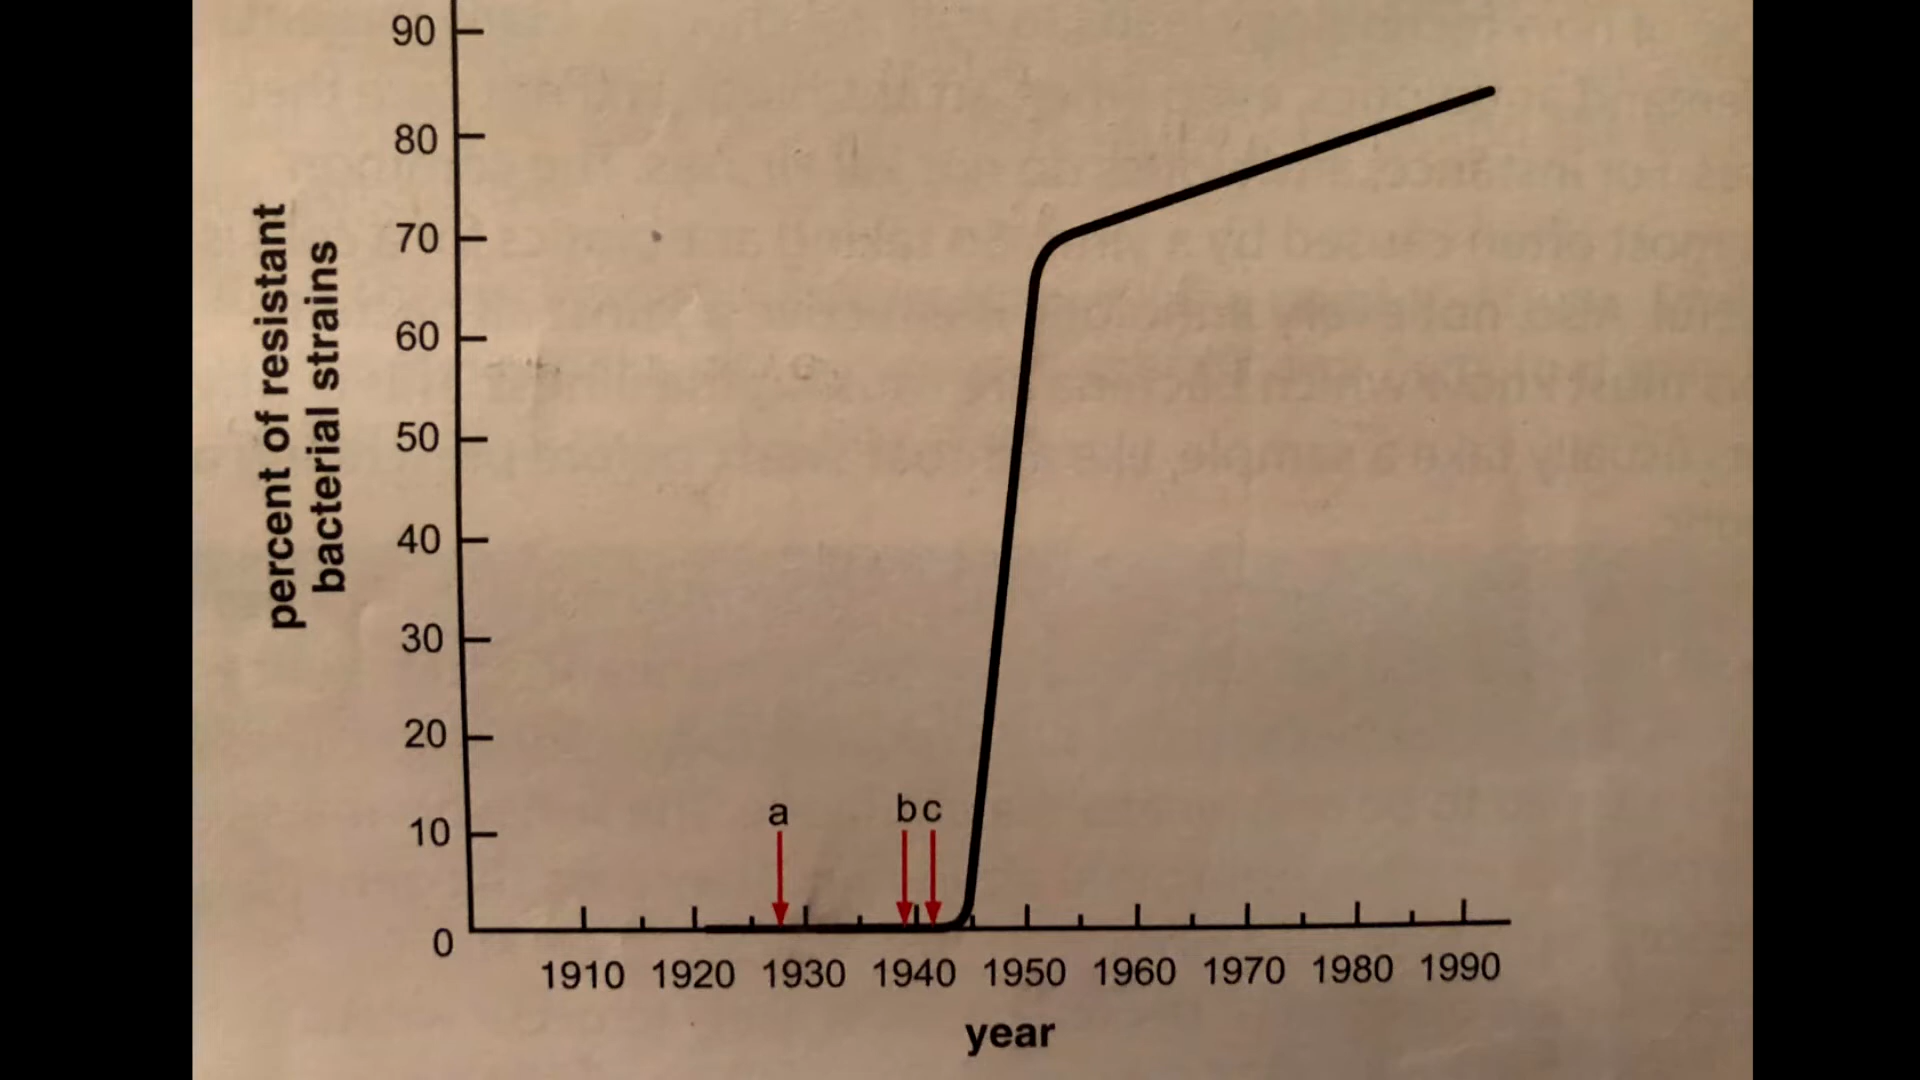 90
80
70
60
50
40
30
20
10
0
percent of resistant
bacterial strains
a
b c
1910 1920 1930 1940 1950 1960 1970 1980 1990
year